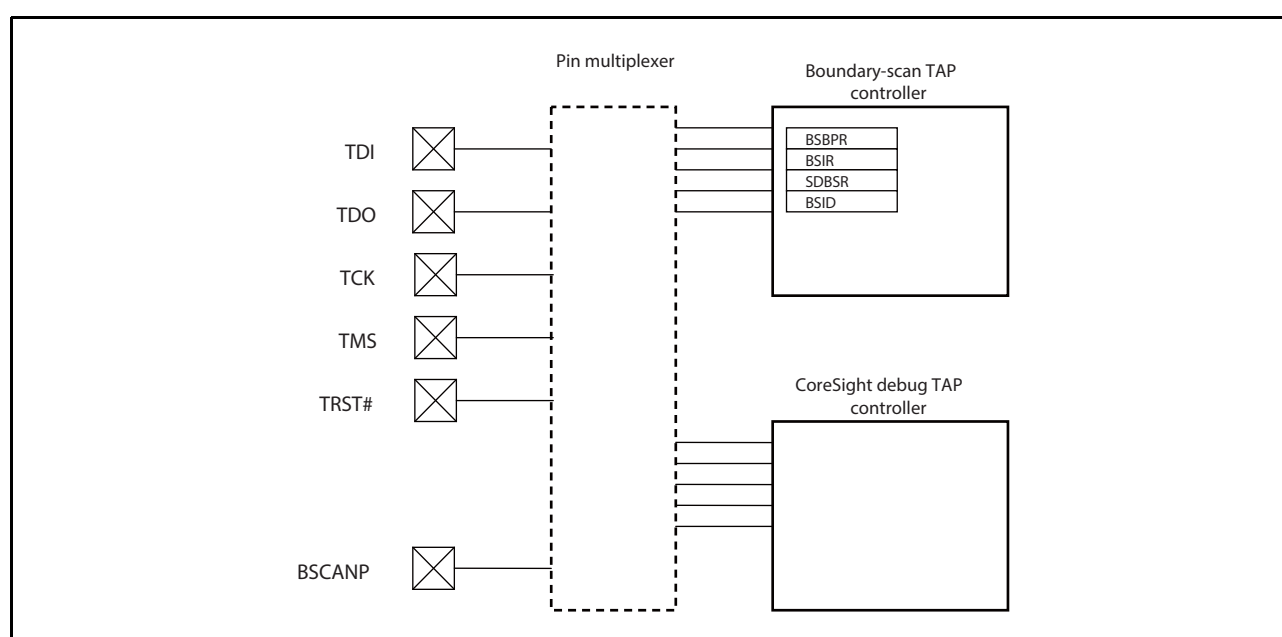 Pin multiplexer
Boundary-scan TAP
controller
TDI
TDO
TCK
TMS
TRST#
BSCANP
BSBPR
BSIR
SDBSR
BSID
CoreSight debug TAP
controller